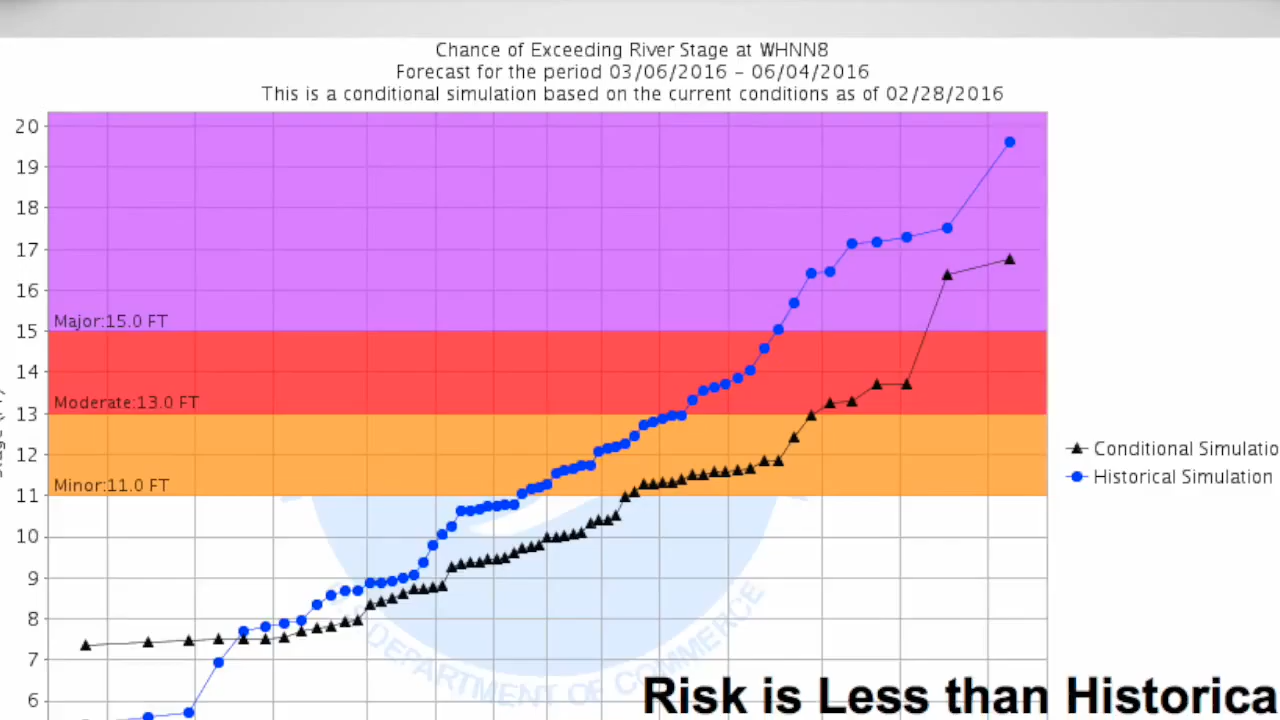 Chance of Exceeding River Stage at WHNN8
Forecast for the period 03/06/2016 - 06/04/2016
This is a conditional simulation based on the current conditions as of 02/28/2016
20
19
18
17
16
Major:15.0 FT
15
14
Moderate:13.0 FT
13
12
Minor:11.0 FT
11
10
9
8
7
6
Conditional Simulatio
Historical Simulation
DEPARTMENT OF COMMERCE
Risk is Less than Historica